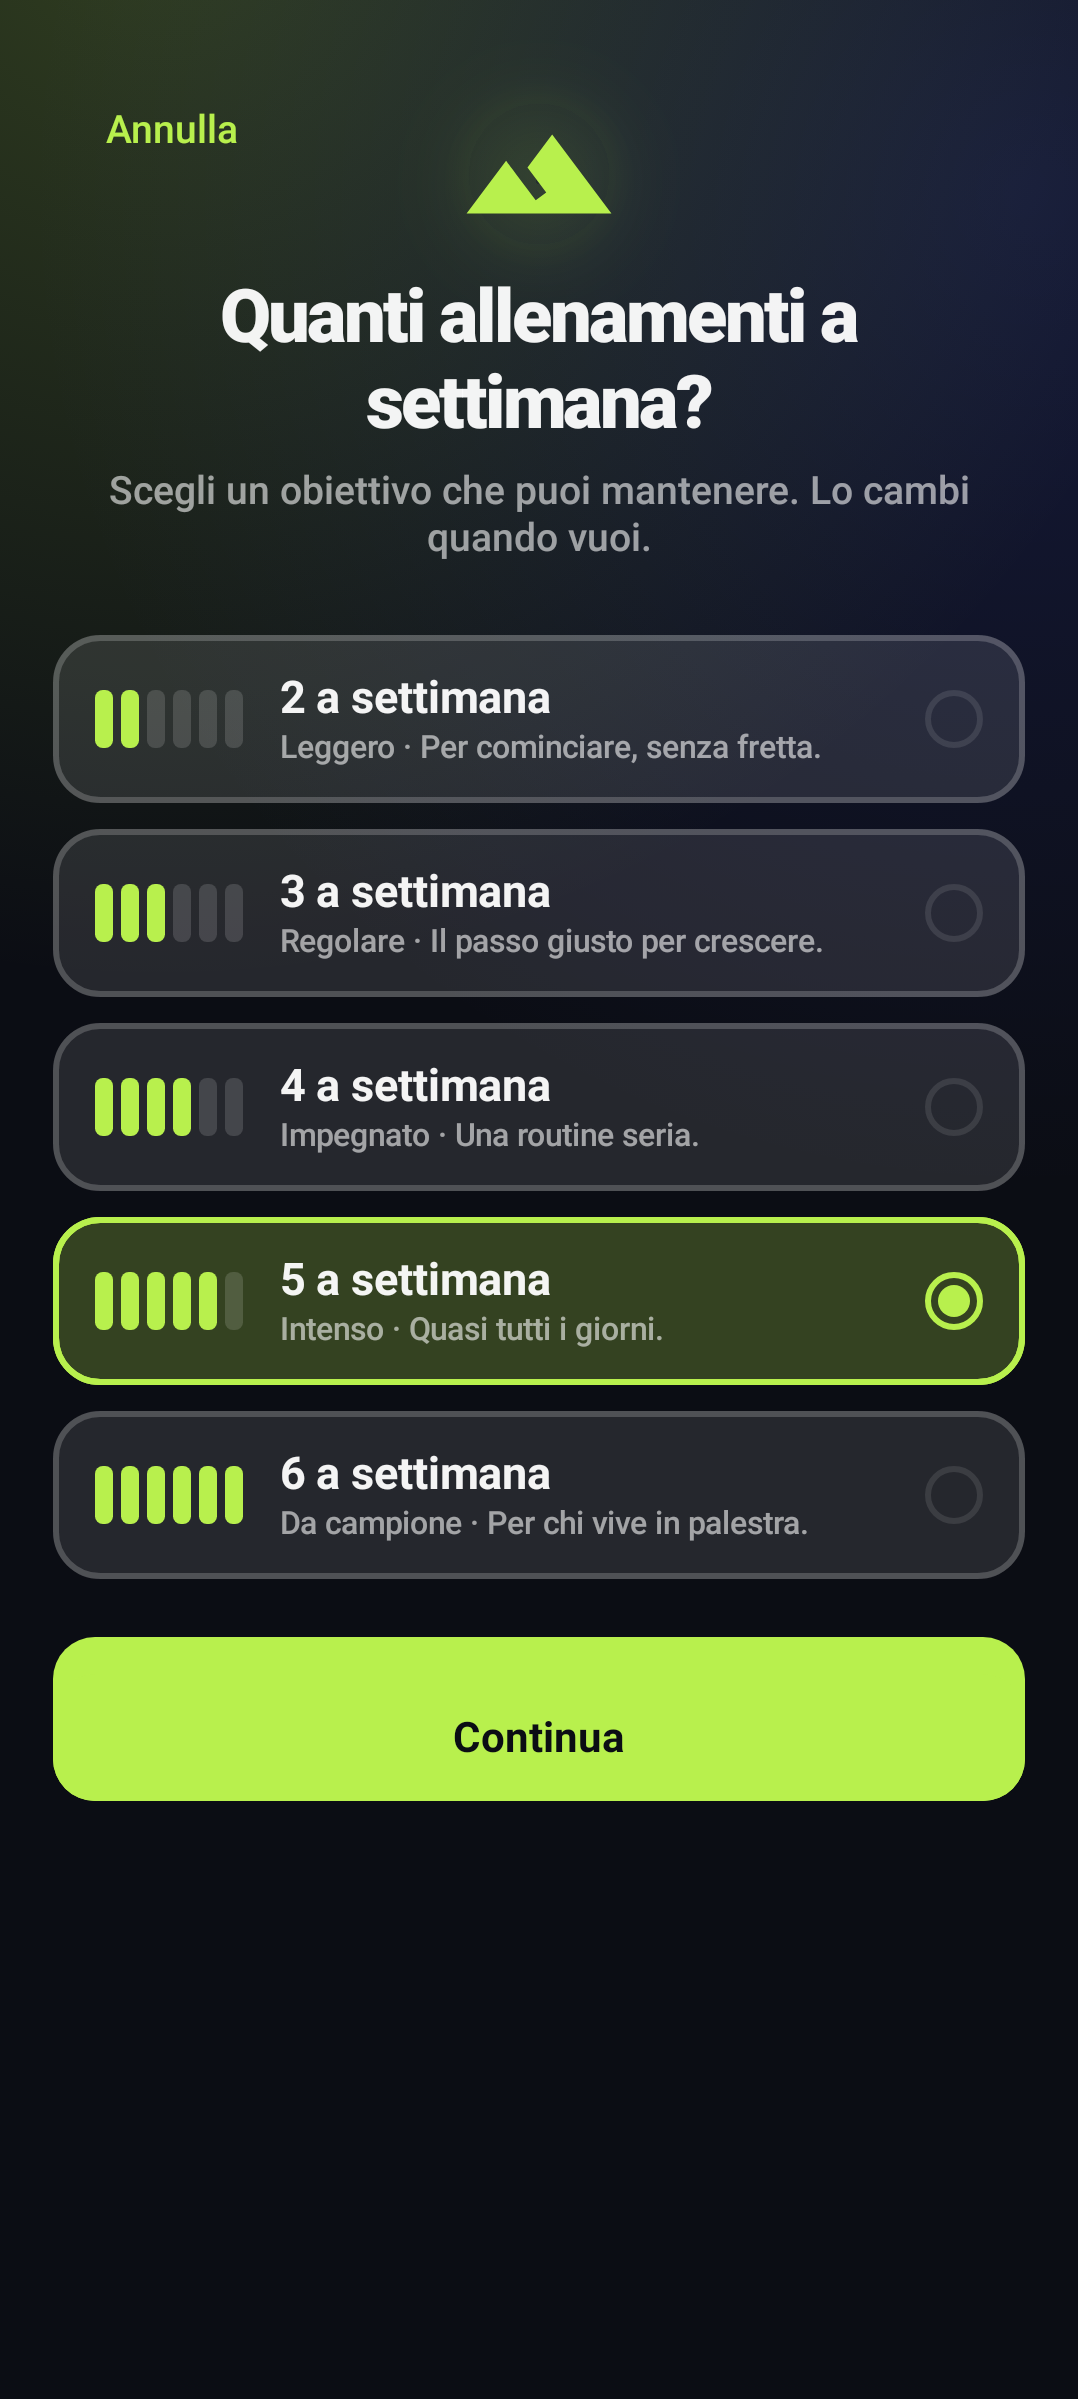 Annulla
Quanti allenamenti a
settimana?
Scegli un obiettivo che puoi mantenere. Lo cambi
quando vuoi.
2 a settimana
Leggero · Per cominciare, senza fretta.
3 a settimana
Regolare · Il passo giusto per crescere.
4 a settimana
Impegnato · Una routine seria.
5 a settimana
Intenso · Quasi tutti i giorni.
6 a settimana
Da campione · Per chi vive in palestra.
Continua